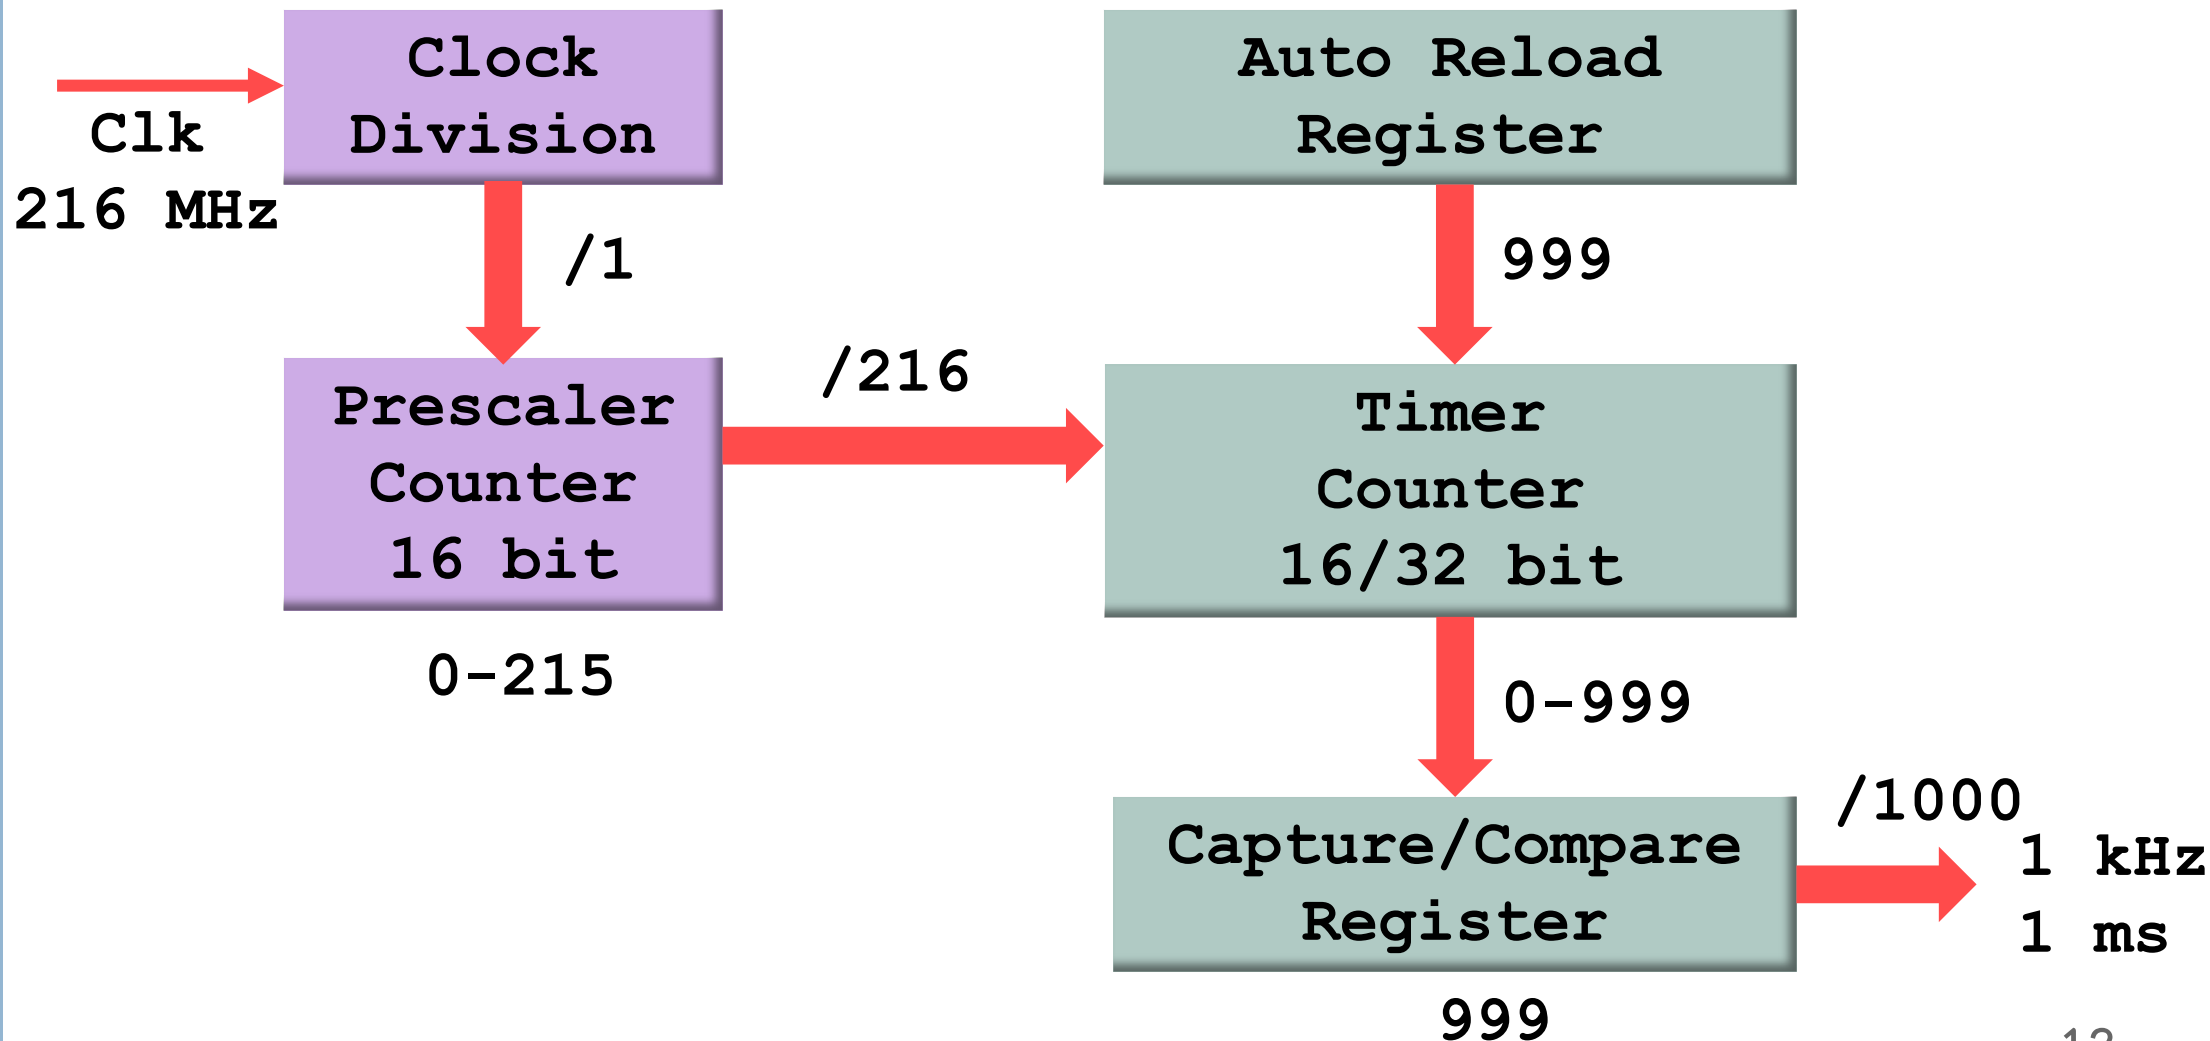 Clk
216 MHz
Clock
Division
/1
Prescaler
Counter
16 bit
0-215
/216
Auto Reload
Register
999
Timer
Counter
16/32 bit
0-999
Capture/Compare
Register
999
/1000
1 kHz
1 ms